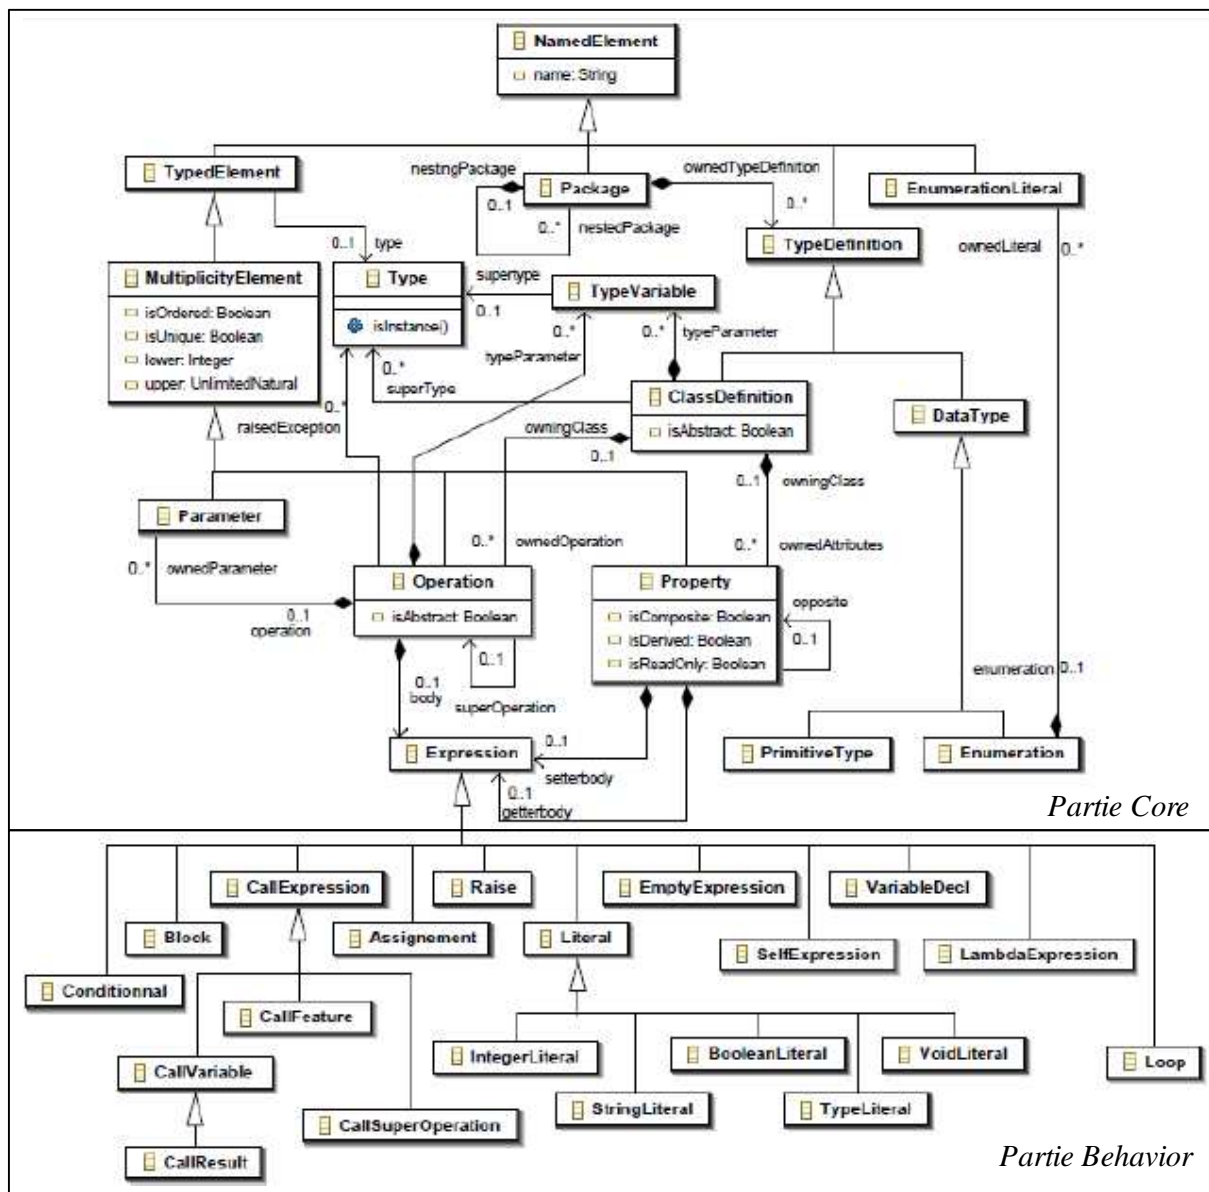 NamedElement
name: String
TypedElement
nestingPackage
Package
ownedTypeDefinition
EnumerationLiteral
0..1
0..*
0..*
nestedPackage
TypeDefinition
ownedLiteral
0..*
0..1
type
MultiplicityElement
isOrdered: Boolean
isUnique: Boolean
lower: Integer
upper: UnlimitedNatural
Type
isInstance()
supertype
0..1
TypeVariable
0..*
typeParameter
0..*
typeParameter
0..*
superType
ClassDefinition
isAbstract: Boolean
DataType
0..*
raisedException
owningClass
0..1
0..1
owningClass
Parameter
0..*
ownedParameter
0..*
ownedOperation
0..*
ownedAttributes
Operation
isAbstract: Boolean
Property
isComposite: Boolean
isDerived: Boolean
isReadOnly: Boolean
opposite
0..1
0..1
operation
0..1
0..1
body
superOperation
enumeration
0..1
Expression
0..1
setterbody
0..1
getterbody
PrimitiveType
Enumeration
Partie Core
CallExpression
Raise
EmptyExpression
VariableDecl
Block
Assignement
Literal
SelfExpression
LambdaExpression
Conditionnal
CallFeature
IntegerLiteral
BooleanLiteral
VoidLiteral
Loop
CallVariable
StringLiteral
TypeLiteral
CallSuperOperation
CallResult
Partie Behavior